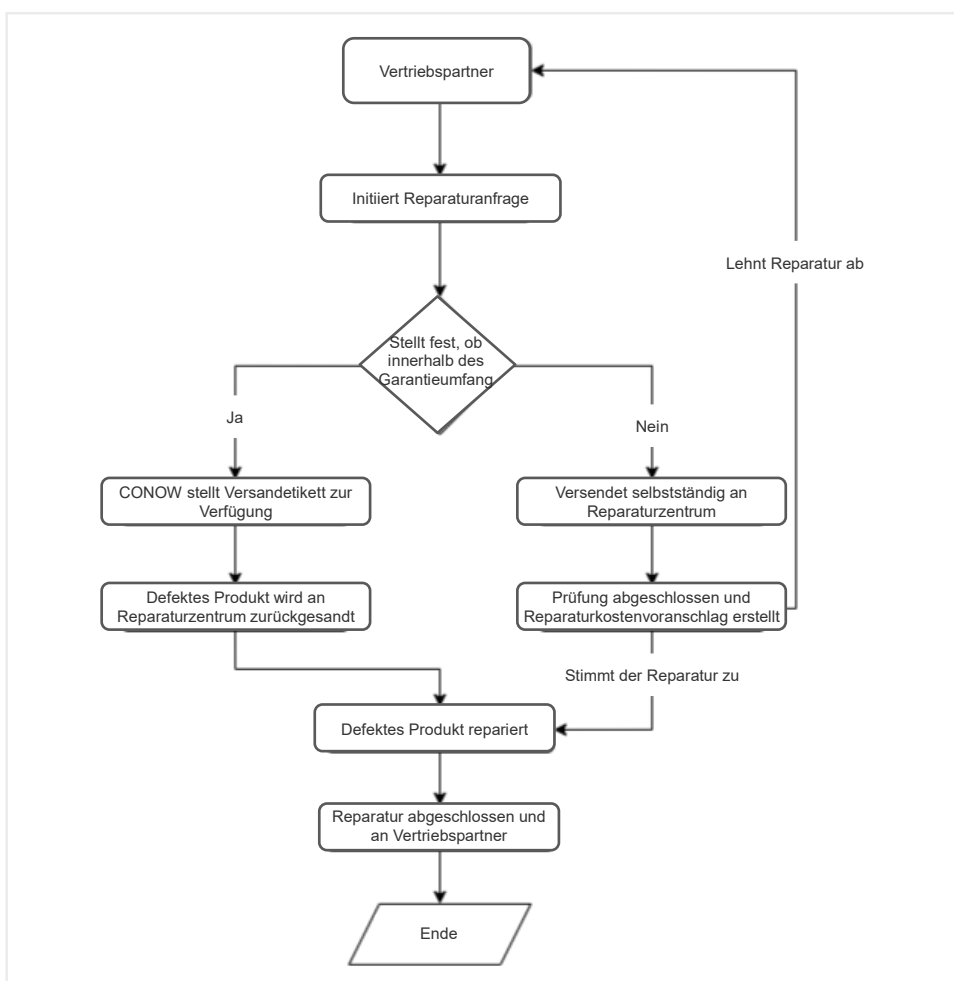 Vertriebspartner
Initiiert Reparaturanfrage
Lehnt Reparatur ab
Stellt fest, ob
innerhalb des
Garantieumfang
Ja
Nein
CONOW stellt Versandetikett zur
Verfügung
Versendet selbstständig an
Reparaturzentrum
Defektes Produkt wird an
Reparaturzentrum zurückgesandt
Prüfung abgeschlossen und
Reparaturkostenvoranschlag erstellt
Stimmt der Reparatur zu
Defektes Produkt repariert
Reparatur abgeschlossen und
an Vertriebspartner
Ende